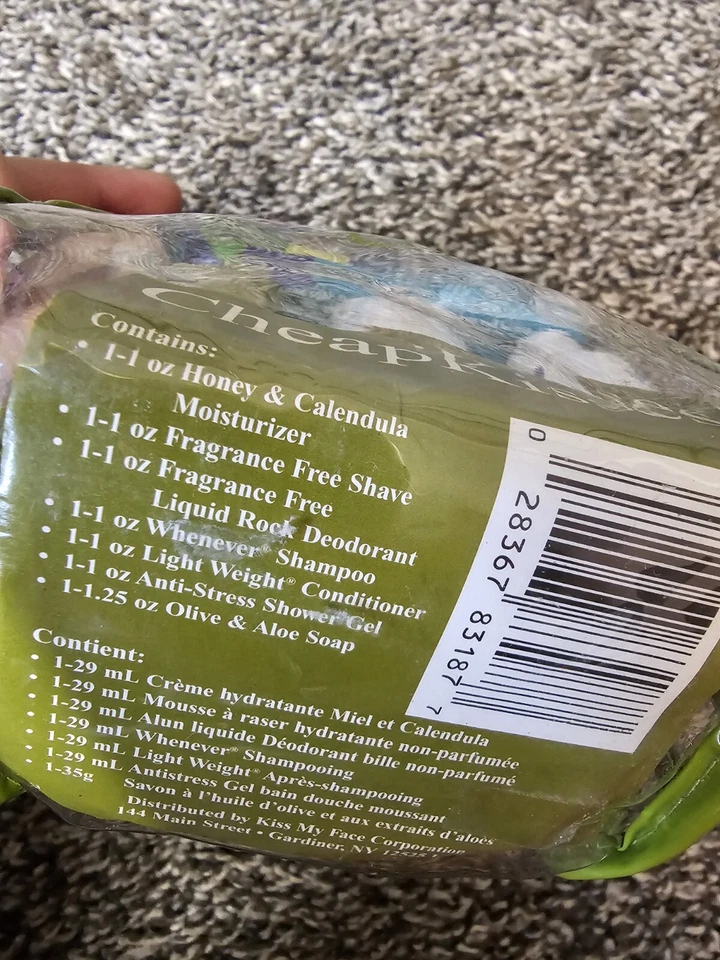 Cheap Kisses
Contains:
• 1-1 oz Honey & Calendula
Moisturizer
• 1-1 oz Fragrance Free Shave
• 1-1 oz Fragrance Free
Liquid Rock Deodorant
• 1-1 oz Whenever® Shampoo
• 1-1 oz Light Weight® Conditioner
• 1-1 oz Anti-Stress Shower Gel
• 1-1.25 oz Olive & Aloe Soap
Contient:
• 1-29 mL Crème hydratante Miel et Calendula
• 1-29 mL Mousse à raser hydratante non-parfumée
• 1-29 mL Alun liquide Déodorant bille non-parfumé
• 1-29 mL Whenever® Shampooing
• 1-29 mL Light Weight® Après-shampooing
• 1-29 mL Antistress Gel bain douche moussant
• 1-35g Savon à l'huile d'olive et aux extraits d'aloès
Distributed by Kiss My Face Corporation
144 Main Street • Gardiner, NY 12525
0 28367 83187 7